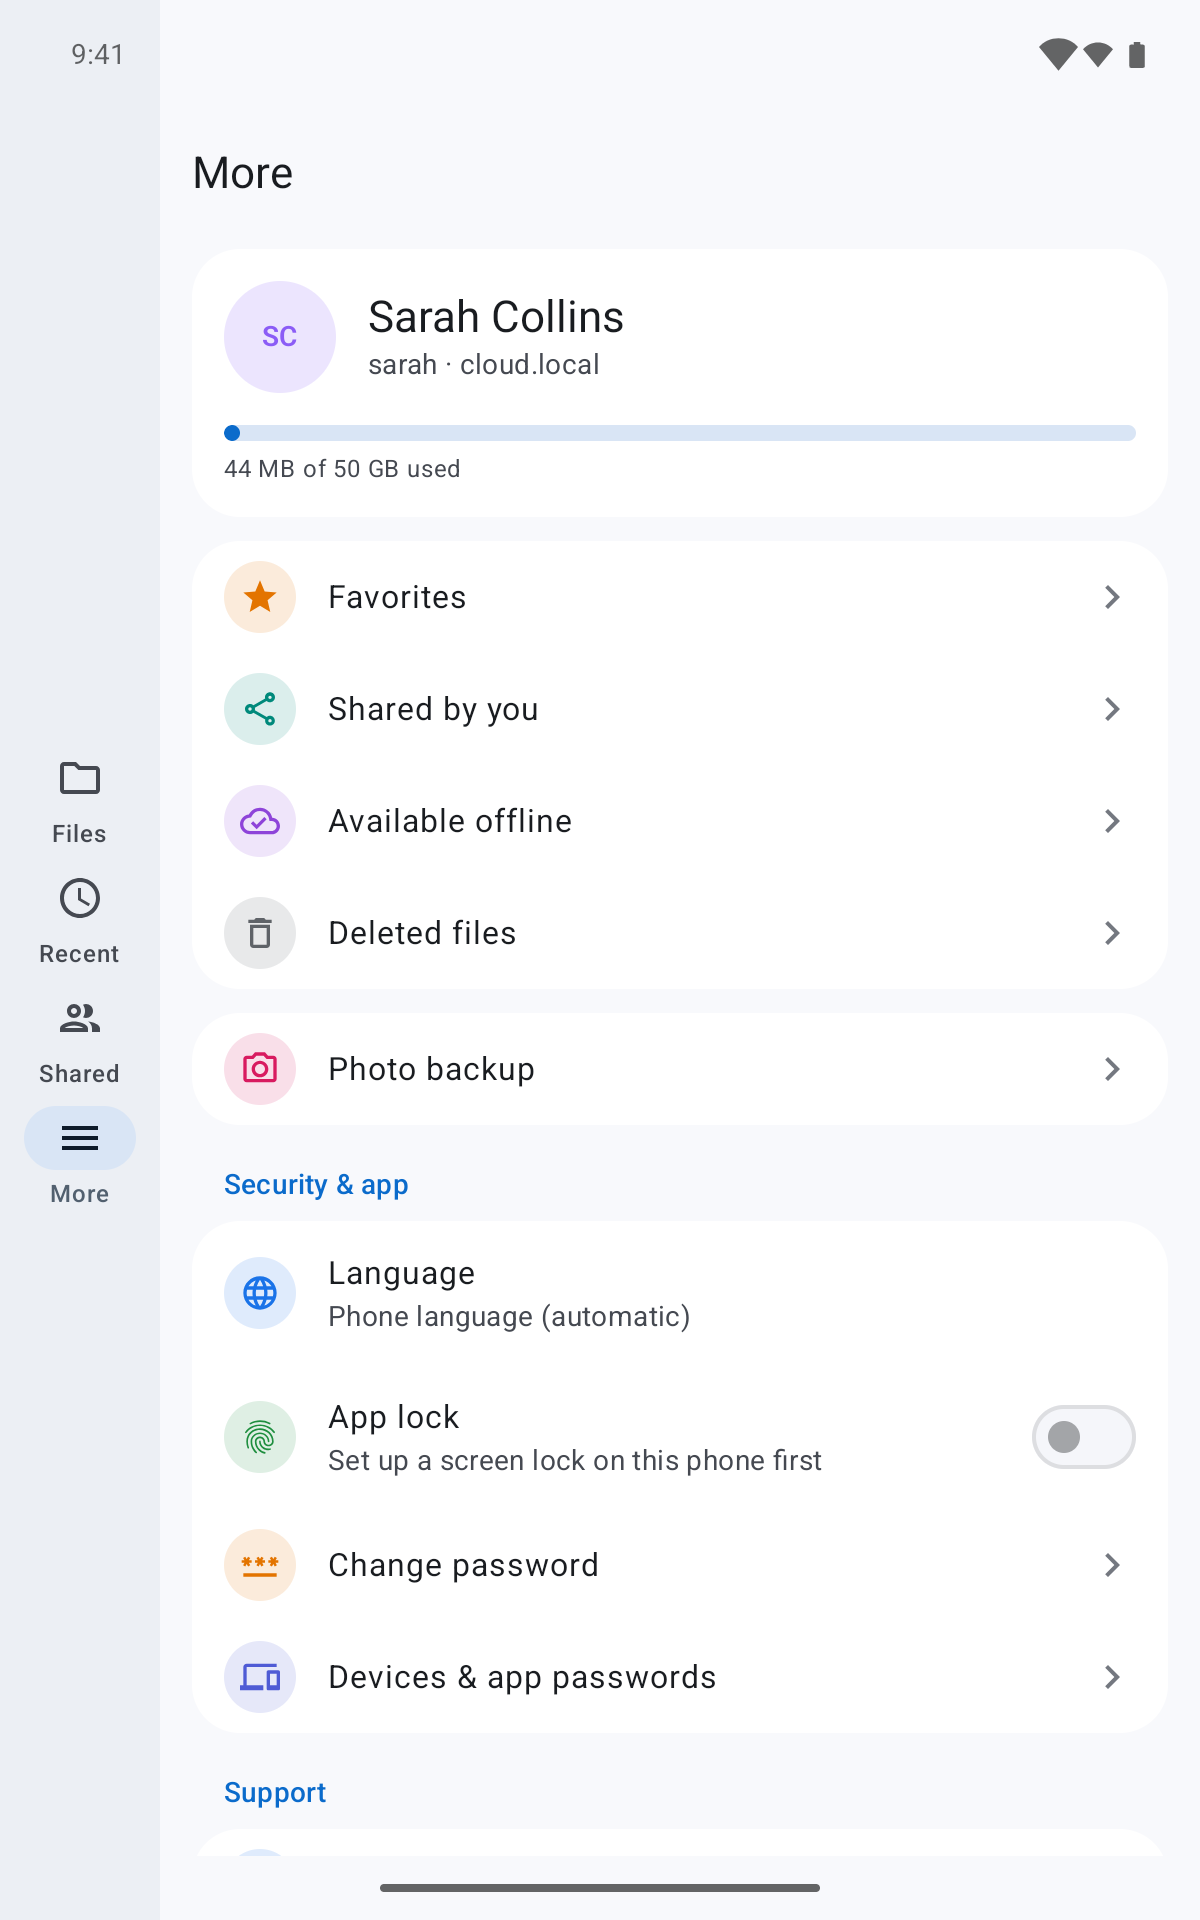 9:41
More
SC
Sarah Collins
sarah · cloud.local
44 MB of 50 GB used
Favorites
Shared by you
Available offline
Deleted files
Photo backup
Security & app
Language
Phone language (automatic)
App lock
Set up a screen lock on this phone first
Change password
Devices & app passwords
Support
Files
Recent
Shared
More